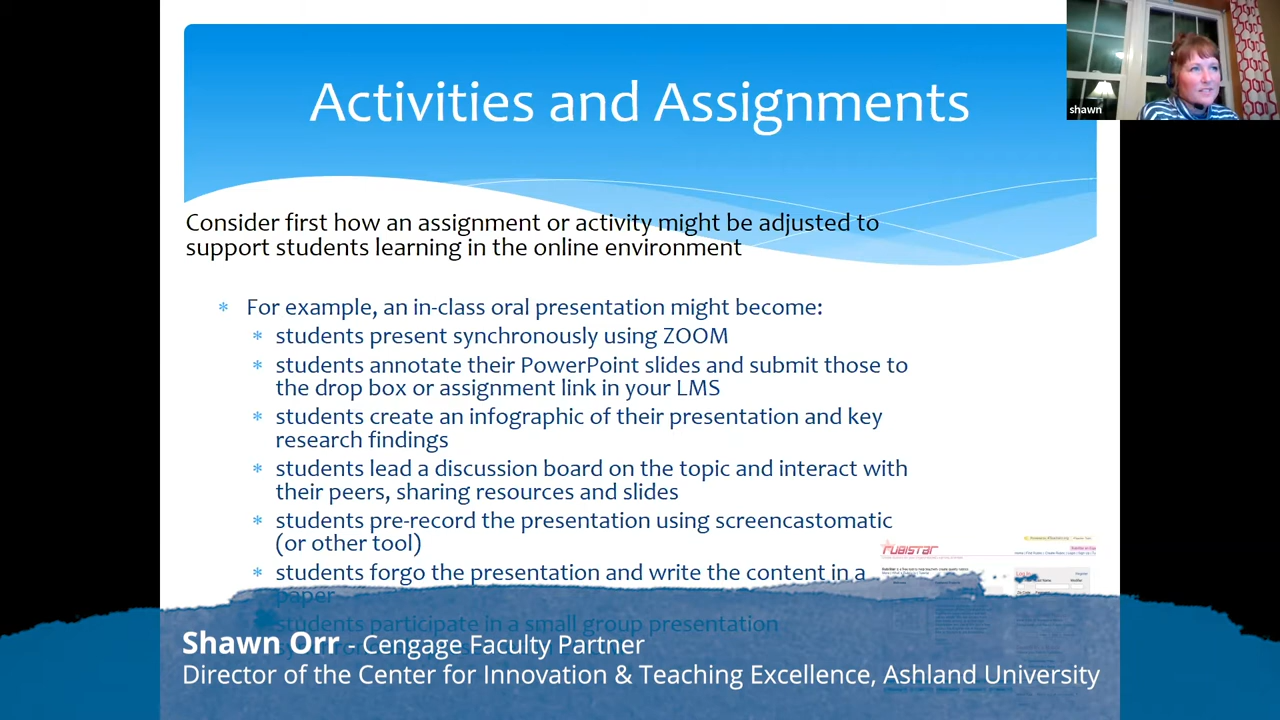 Activities and Assignments
shawn
Consider first how an assignment or activity might be adjusted to
support students learning in the online environment
* For example, an in-class oral presentation might become:
* students present synchronously using ZOOM
* students annotate their PowerPoint slides and submit those to
the drop box or assignment link in your LMS
* students create an infographic of their presentation and key
research findings
* students lead a discussion board on the topic and interact with
their peers, sharing resources and slides
* students pre-record the presentation using screencastomatic
(or other tool)
* students forgo the presentation and write the content in a
paper
students participate in a small group presentation
RUBISTAR
Shawn Orr - Cengage Faculty Partner
Director of the Center for Innovation & Teaching Excellence, Ashland University